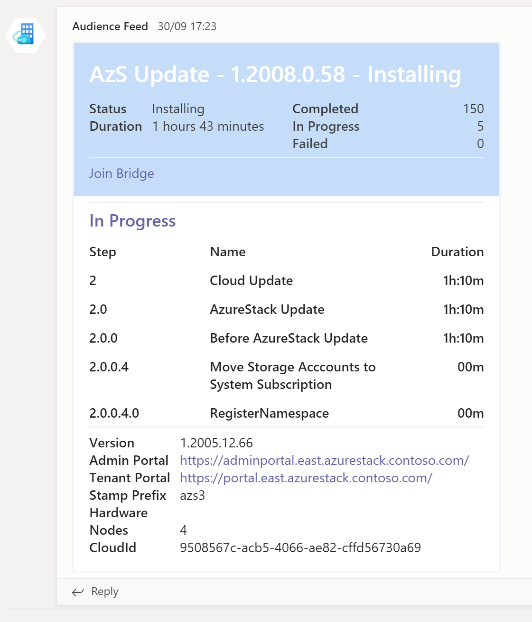 Audience Feed 30/09 17:23
AzS Update - 1.2008.0.58 - Installing
Status Installing Completed 150
Duration 1 hours 43 minutes In Progress 5
Failed 0
Join Bridge
In Progress
Step Name Duration
2 Cloud Update 1h:10m
2.0 AzureStack Update 1h:10m
2.0.0 Before AzureStack Update 1h:10m
2.0.0.4 Move Storage Acccounts to 00m
System Subscription
2.0.0.4.0 RegisterNamespace 00m
Version 1.2005.12.66
Admin Portal https://adminportal.east.azurestack.contoso.com/
Tenant Portal https://portal.east.azurestack.contoso.com/
Stamp Prefix azs3
Hardware
Nodes 4
CloudId 9508567c-acb5-4066-ae82-cffd56730a69
Reply